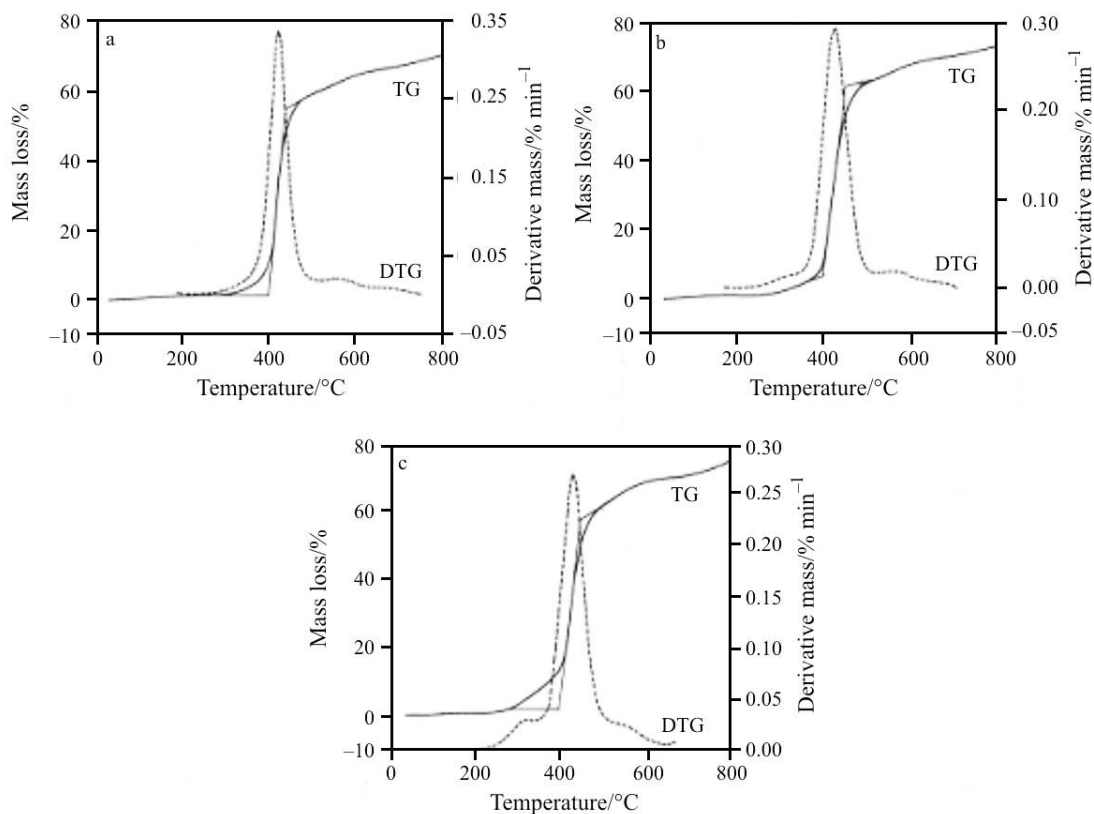 a
80
60
40
20
0
−10
Mass loss/%
0.35
0.25
0.15
0.05
−0.05
Derivative mass/% min⁻¹
TG
DTG
0
200
400
600
800
Temperature/°C
b
80
60
40
20
0
−10
Mass loss/%
0.30
0.20
0.10
0.00
−0.05
Derivative mass/% min⁻¹
TG
DTG
0
200
400
600
800
Temperature/°C
c
80
60
40
20
0
−10
Mass loss/%
0.30
0.25
0.20
0.15
0.10
0.05
0.00
Derivative mass/% min⁻¹
TG
DTG
0
200
400
600
800
Temperature/°C